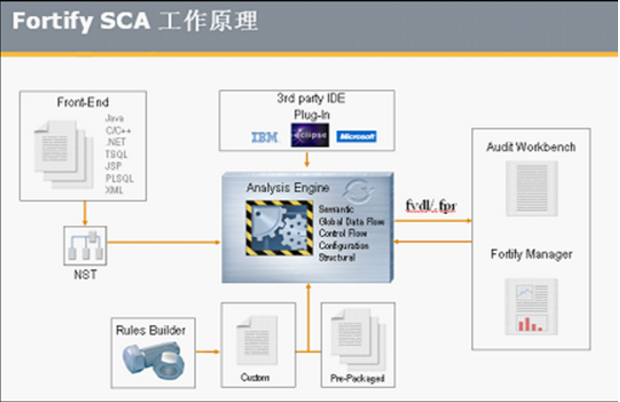 Fortify SCA 工作原理
Front-End
Java
C/C++
.NET
TSQL
JSP
PLSQL
XML
NST
3rd party IDE
Plug-In
IBM
eclipse
Microsoft
Analysis Engine
Semantic
Global Data Flow
Control Flow
Configuration
Structural
fvdl/.fpr
Audit Workbench
Fortify Manager
Rules Builder
Custom
Pre-Packaged